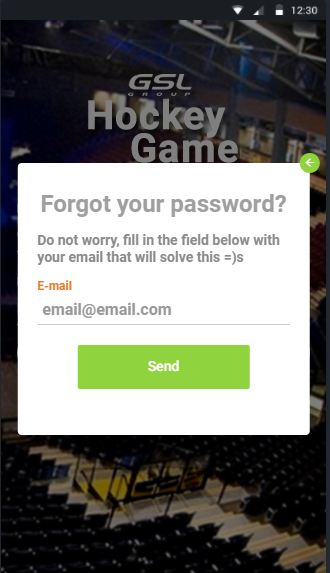 12:30
GSL
GROUP
Hockey
Game
Forgot your password?
Do not worry, fill in the field below with
your email that will solve this =)s
E-mail
email@email.com
Send